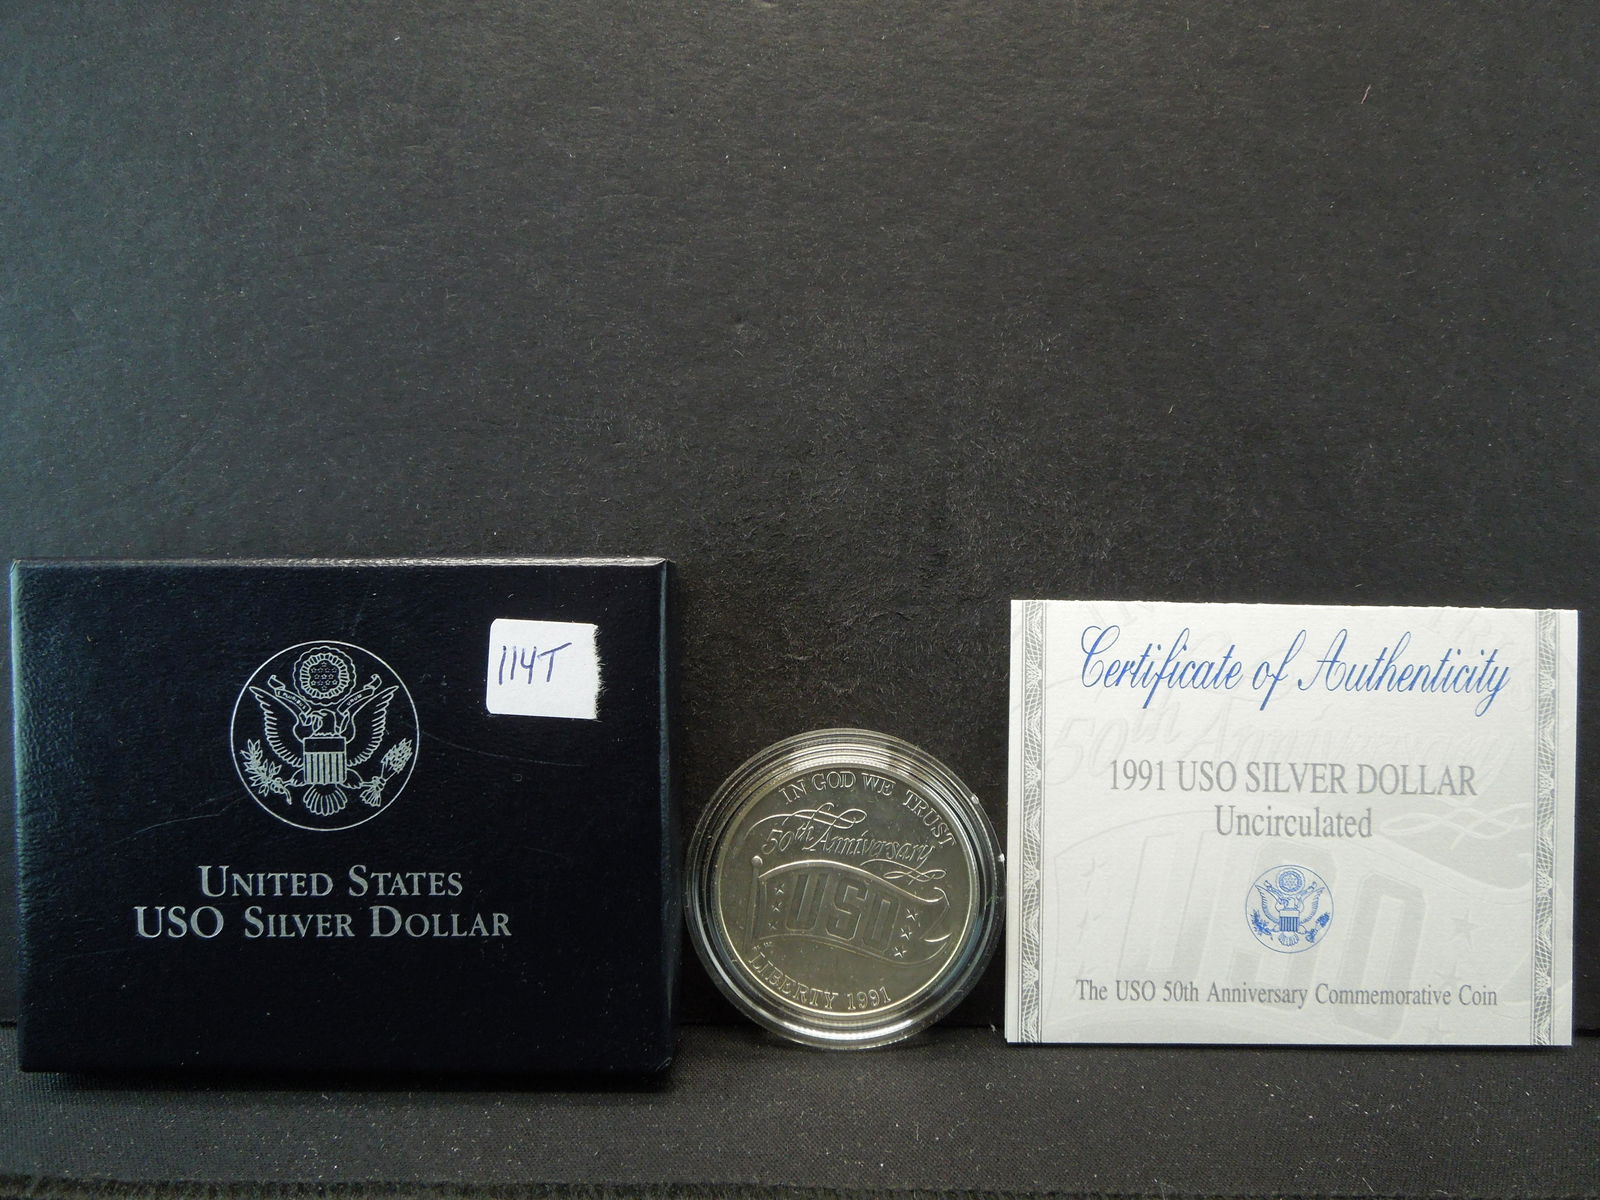 114T
UNITED STATES
USO SILVER DOLLAR
IN GOD WE TRUST
50th Anniversary
USO
LIBERTY 1991
Certificate of Authenticity
1991 USO SILVER DOLLAR
Uncirculated
The USO 50th Anniversary Commemorative Coin